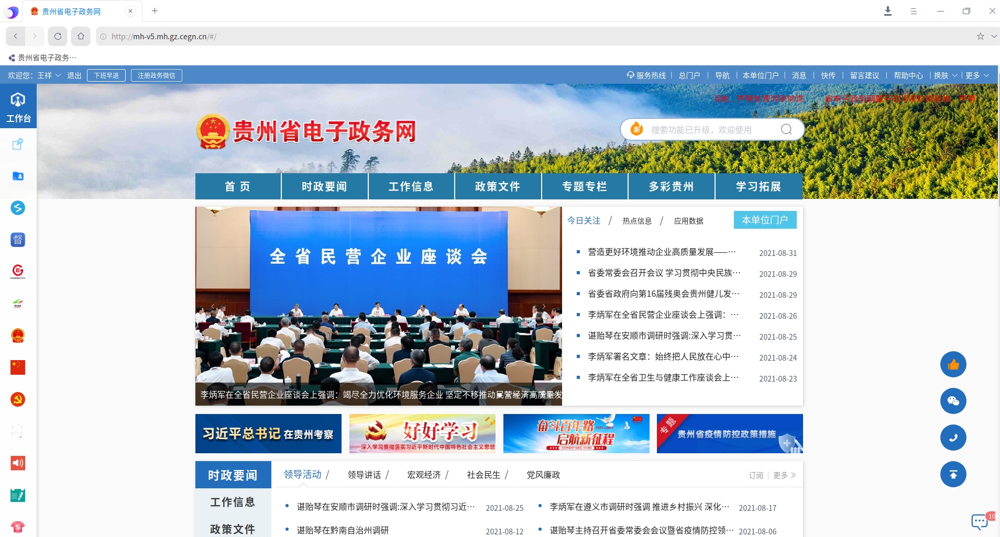 贵州省电子政务网
http://mh-v5.mh.gz.cegn.cn/#/
贵州省电子政务…
欢迎您：王祥 退出 下班早退 注册政务微信
服务热线 | 总门户 | 导航 | 本单位门户 | 消息 | 快传 | 留言建议 | 帮助中心 | 换肤 | 更多
工作台
贵州省电子政务网
新 搜索功能已升级，欢迎使用
首 页 时政要闻 工作信息 政策文件 专题专栏 多彩贵州 学习拓展
督
全省民营企业座谈会
李炳军在全省民营企业座谈会上强调：竭尽全力优化环境服务企业 坚定不移推动民营经济高质量发
今日关注 / 热点信息 / 应用数据 本单位门户
营造更好环境推动企业高质量发展——… 2021-08-31
省委常委会召开会议 学习贯彻中央民族… 2021-08-29
省委省政府向第16届残奥会贵州健儿发… 2021-08-29
李炳军在全省民营企业座谈会上强调：… 2021-08-26
谌贻琴在安顺市调研时强调:深入学习贯… 2021-08-25
李炳军署名文章：始终把人民放在心中… 2021-08-24
李炳军在全省卫生与健康工作座谈会上… 2021-08-23
习近平总书记在贵州考察
好好学习
深入学习贯彻落实习近平新时代中国特色社会主义思想
奋斗百年路
1921—2021
启航新征程
专题
贵州省疫情防控政策措施
时政要闻
领导活动 / 领导讲话 / 宏观经济 / 社会民生 / 党风廉政
订阅 | 更多
工作信息
政策文件
谌贻琴在安顺市调研时强调:深入学习贯彻习近… 2021-08-25
李炳军在遵义市调研时强调 推进乡村振兴 深化… 2021-08-17
谌贻琴在黔南自治州调研 2021-08-12
谌贻琴主持召开省委常委会会议暨省疫情防控领… 2021-08-06
S
10